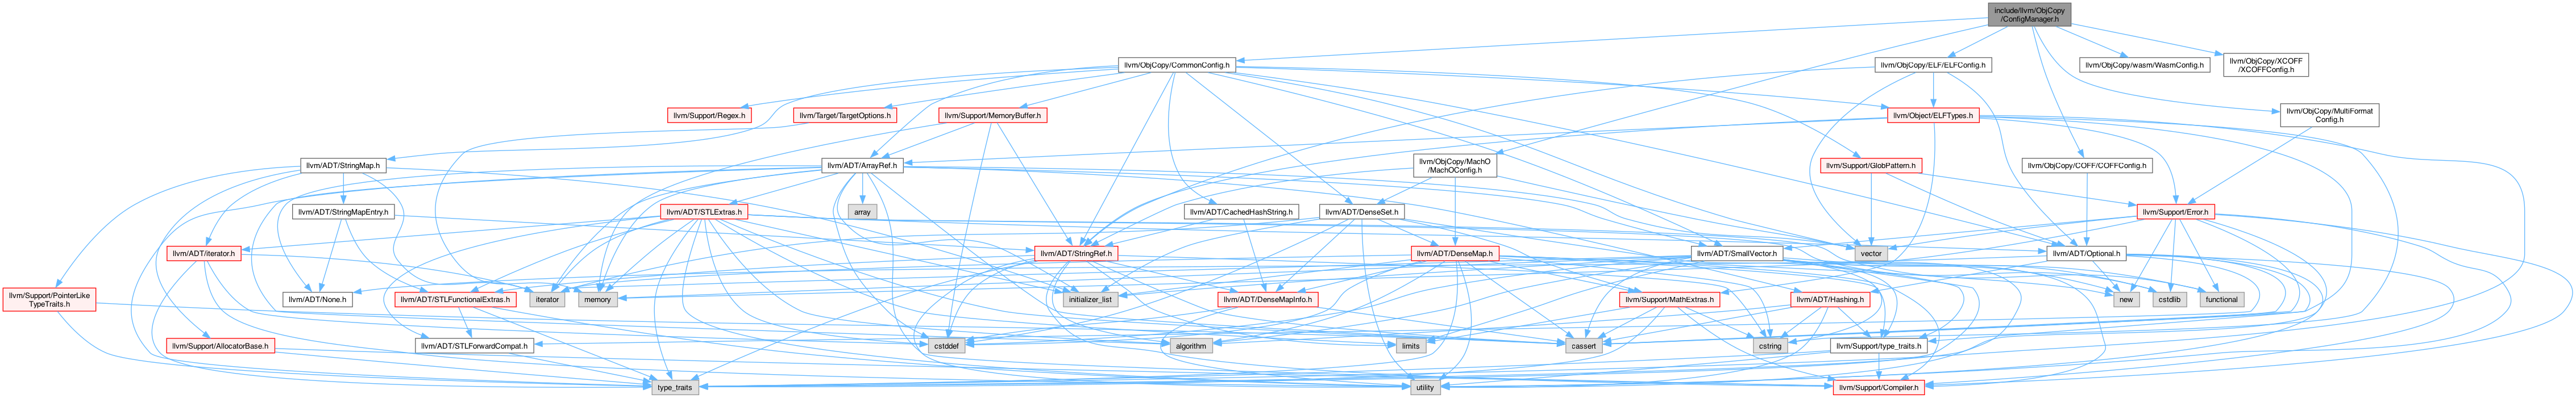 include/llvm/ObjCopy
/ConfigManager.h
llvm/ObjCopy/CommonConfig.h
llvm/ObjCopy/ELF/ELFConfig.h
llvm/ObjCopy/wasm/WasmConfig.h
llvm/ObjCopy/XCOFF
/XCOFFConfig.h
llvm/Support/Regex.h
llvm/Target/TargetOptions.h
llvm/Support/MemoryBuffer.h
llvm/Object/ELFTypes.h
llvm/ObjCopy/MultiFormat
Config.h
llvm/ADT/StringMap.h
llvm/ADT/ArrayRef.h
llvm/ObjCopy/MachO
/MachOConfig.h
llvm/Support/GlobPattern.h
llvm/ObjCopy/COFF/COFFConfig.h
llvm/ADT/StringMapEntry.h
array
llvm/ADT/STLExtras.h
llvm/ADT/CachedHashString.h
llvm/ADT/DenseSet.h
llvm/Support/Error.h
llvm/ADT/iterator.h
llvm/ADT/StringRef.h
llvm/ADT/DenseMap.h
llvm/ADT/SmallVector.h
vector
llvm/ADT/Optional.h
llvm/Support/PointerLike
TypeTraits.h
llvm/ADT/None.h
llvm/ADT/STLFunctionalExtras.h
iterator
memory
initializer_list
llvm/ADT/DenseMapInfo.h
llvm/Support/MathExtras.h
llvm/ADT/Hashing.h
new
cstdlib
functional
llvm/Support/AllocatorBase.h
llvm/ADT/STLForwardCompat.h
cstddef
algorithm
limits
cassert
cstring
llvm/Support/type_traits.h
type_traits
utility
llvm/Support/Compiler.h